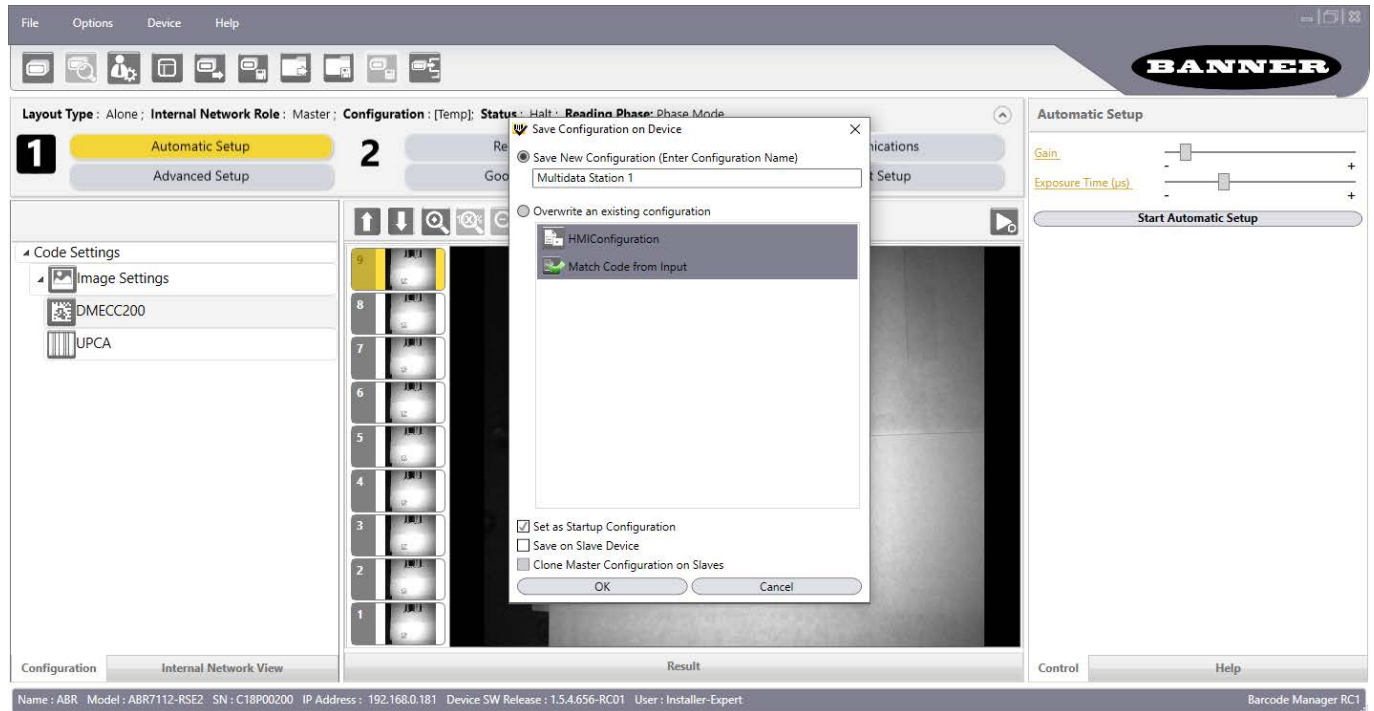 File Options Device Help
BANNER
Layout Type : Alone ; Internal Network Role : Master ; Configuration : [Temp]; Status : Halt ; Reading Phase: Phase Mode
1 Automatic Setup
Advanced Setup
2 Re
Goo
nications
t Setup
Code Settings
Image Settings
DMECC200
UPCA
Configuration Internal Network View
9
8
7
6
5
4
3
2
1
Result
Save Configuration on Device
Save New Configuration (Enter Configuration Name)
Multidata Station 1
Overwrite an existing configuration
HMIConfiguration
Match Code from Input
Set as Startup Configuration
Save on Slave Device
Clone Master Configuration on Slaves
OK Cancel
Automatic Setup
Gain - +
Exposure Time (µs) - +
Start Automatic Setup
Control Help
Name : ABR Model : ABR7112-RSE2 SN : C18P00200 IP Address : 192.168.0.181 Device SW Release : 1.5.4.656-RC01 User : Installer-Expert Barcode Manager RC1